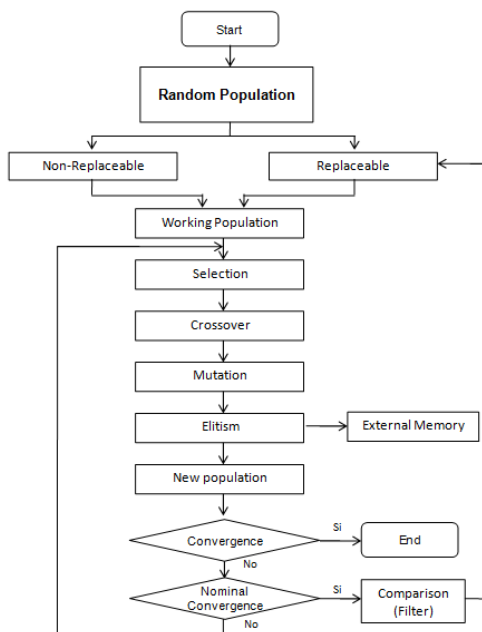 Start
Random Population
Non-Replaceable
Replaceable
Working Population
Selection
Crossover
Mutation
Elitism
External Memory
New population
Convergence
Si
End
No
Nominal
Convergence
Si
Comparison
(Filter)
No